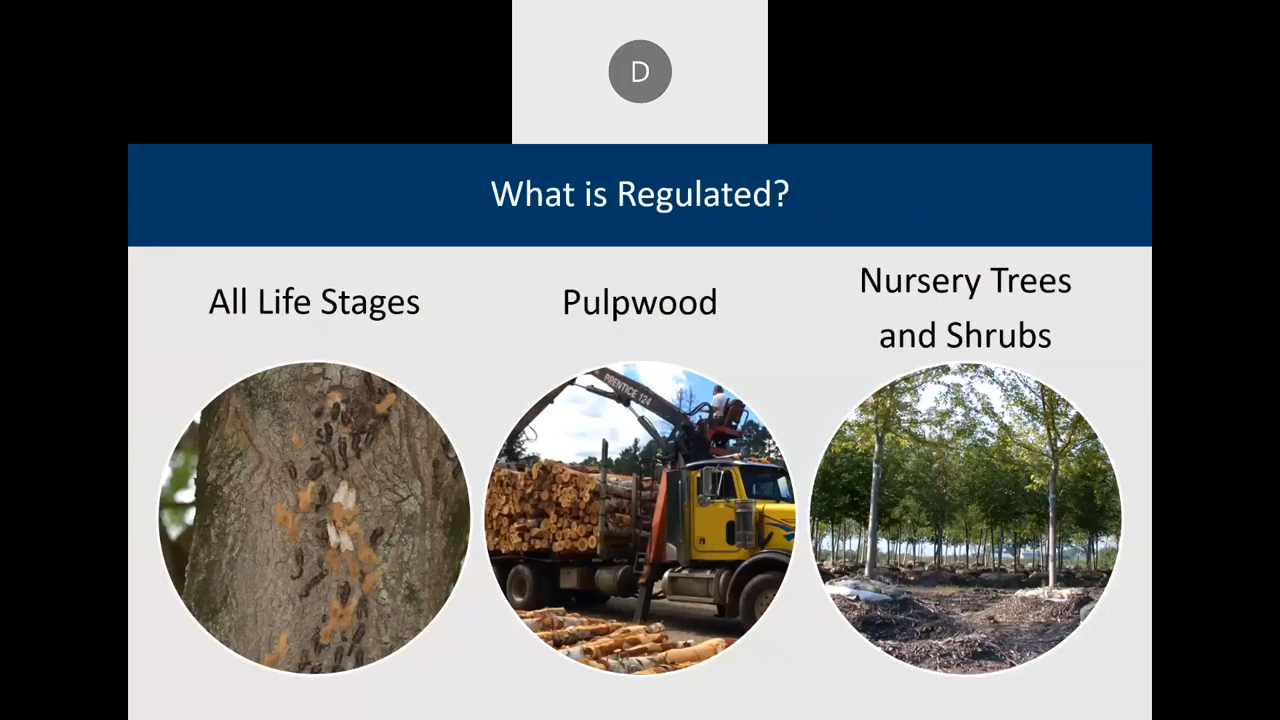 D
What is Regulated?
All Life Stages
Pulpwood
Nursery Trees
and Shrubs
PRENTICE 124